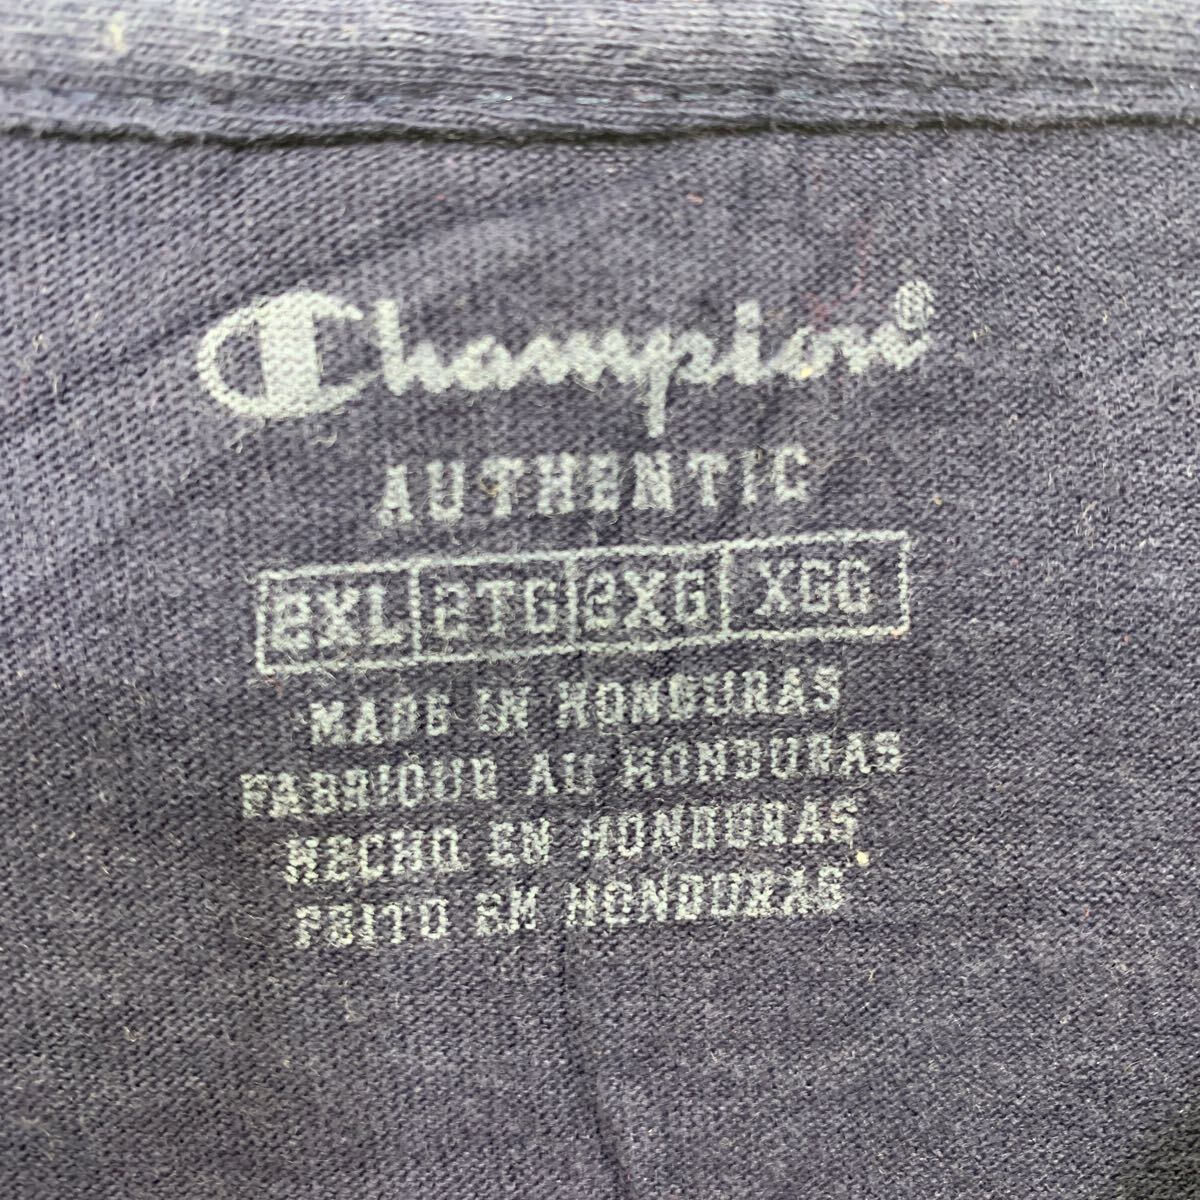 Champion®
AUTHENTIC
2XL 2TG 2XG XGG
MADE IN HONDURAS
FABRIQUE AU HONDURAS
HECHO EN HONDURAS
FEITO EM HONDURAS